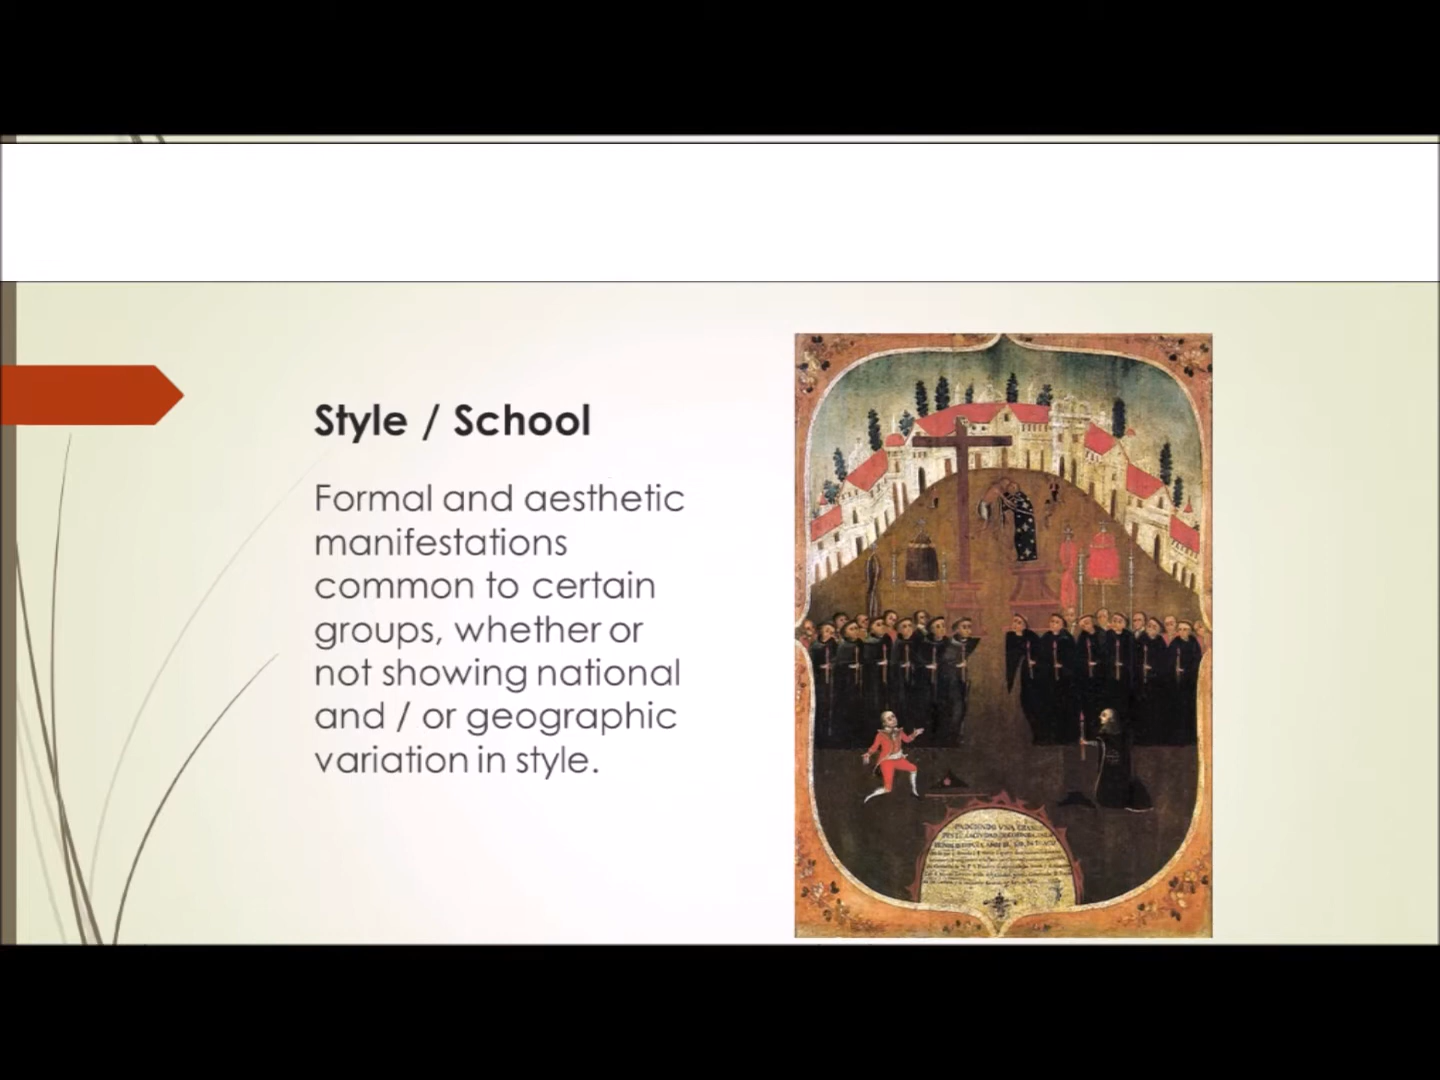 Style / School
Formal and aesthetic
manifestations
common to certain
groups, whether or
not showing national
and / or geographic
variation in style.